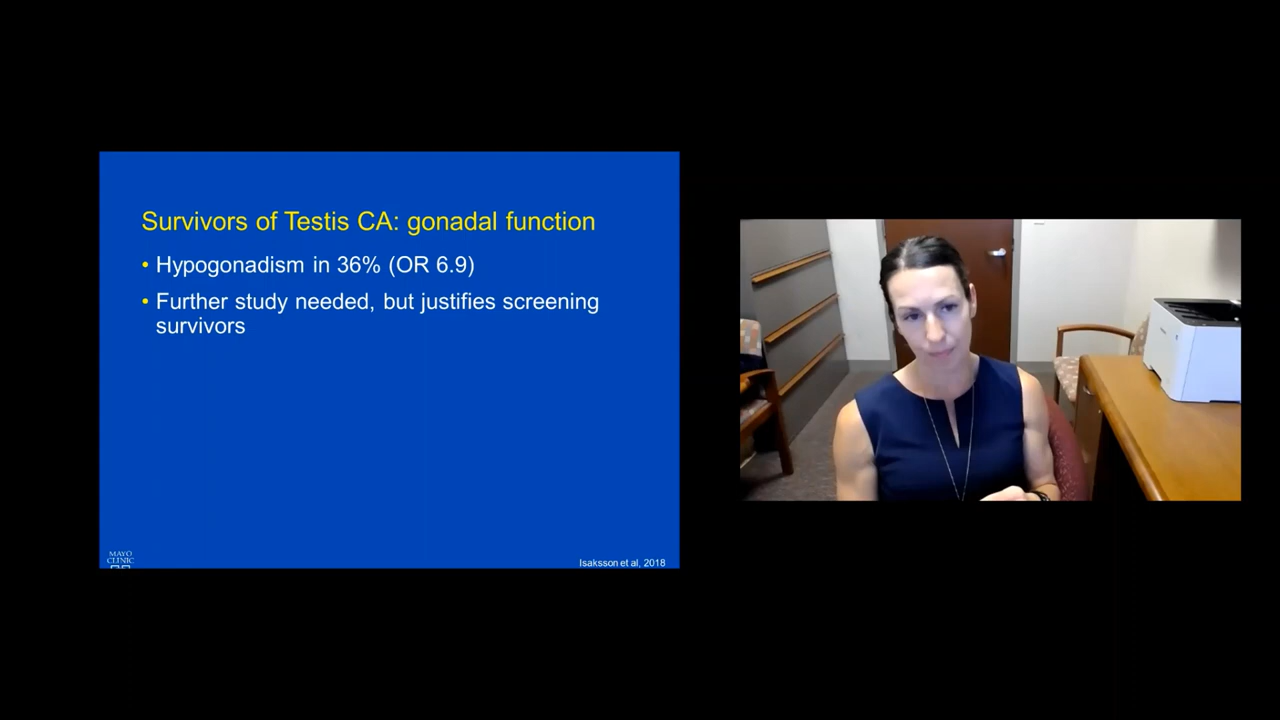 Survivors of Testis CA: gonadal function
• Hypogonadism in 36% (OR 6.9)
• Further study needed, but justifies screening
survivors
MAYO
CLINIC
Isaksson et al, 2018